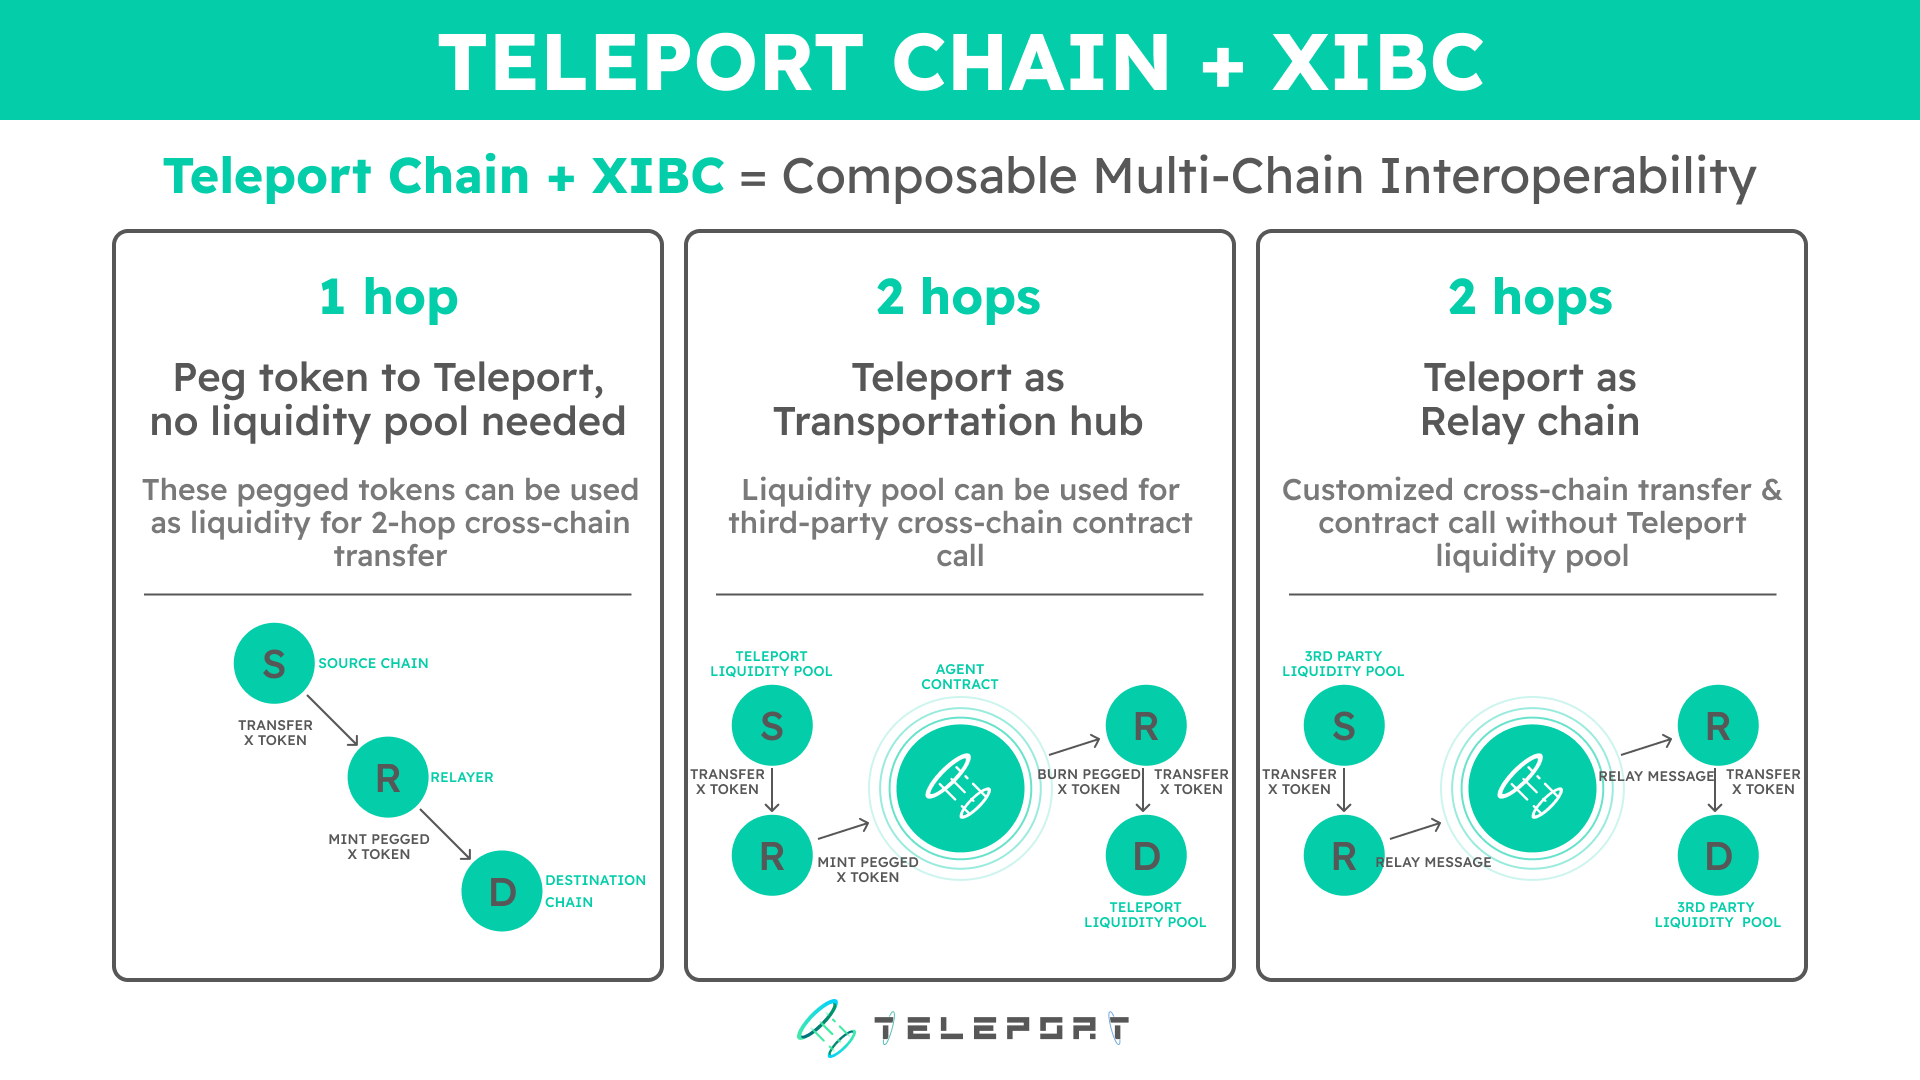 TELEPORT CHAIN + XIBC
Teleport Chain + XIBC = Composable Multi-Chain Interoperability
1 hop
Peg token to Teleport,
no liquidity pool needed
These pegged tokens can be used
as liquidity for 2-hop cross-chain
transfer
S
SOURCE CHAIN
TRANSFER
X TOKEN
R
RELAYER
MINT PEGGED
X TOKEN
D
DESTINATION
CHAIN
2 hops
Teleport as
Transportation hub
Liquidity pool can be used for
third-party cross-chain contract
call
TELEPORT
LIQUIDITY POOL
S
TRANSFER
X TOKEN
R
MINT PEGGED
X TOKEN
AGENT
CONTRACT
R
BURN PEGGED
X TOKEN
TRANSFER
X TOKEN
D
TELEPORT
LIQUIDITY POOL
2 hops
Teleport as
Relay chain
Customized cross-chain transfer &
contract call without Teleport
liquidity pool
3RD PARTY
LIQUIDITY POOL
S
TRANSFER
X TOKEN
R
RELAY MESSAGE
R
RELAY MESSAGE
TRANSFER
X TOKEN
D
3RD PARTY
LIQUIDITY POOL
TELEPORT